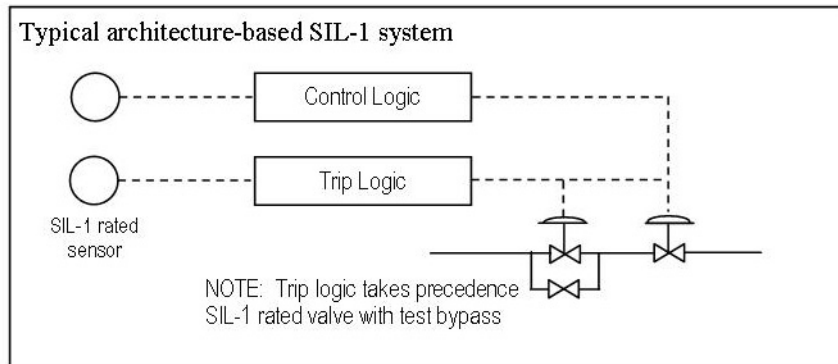 Typical architecture-based SIL-1 system
Control Logic
Trip Logic
SIL-1 rated
sensor
NOTE: Trip logic takes precedence
SIL-1 rated valve with test bypass